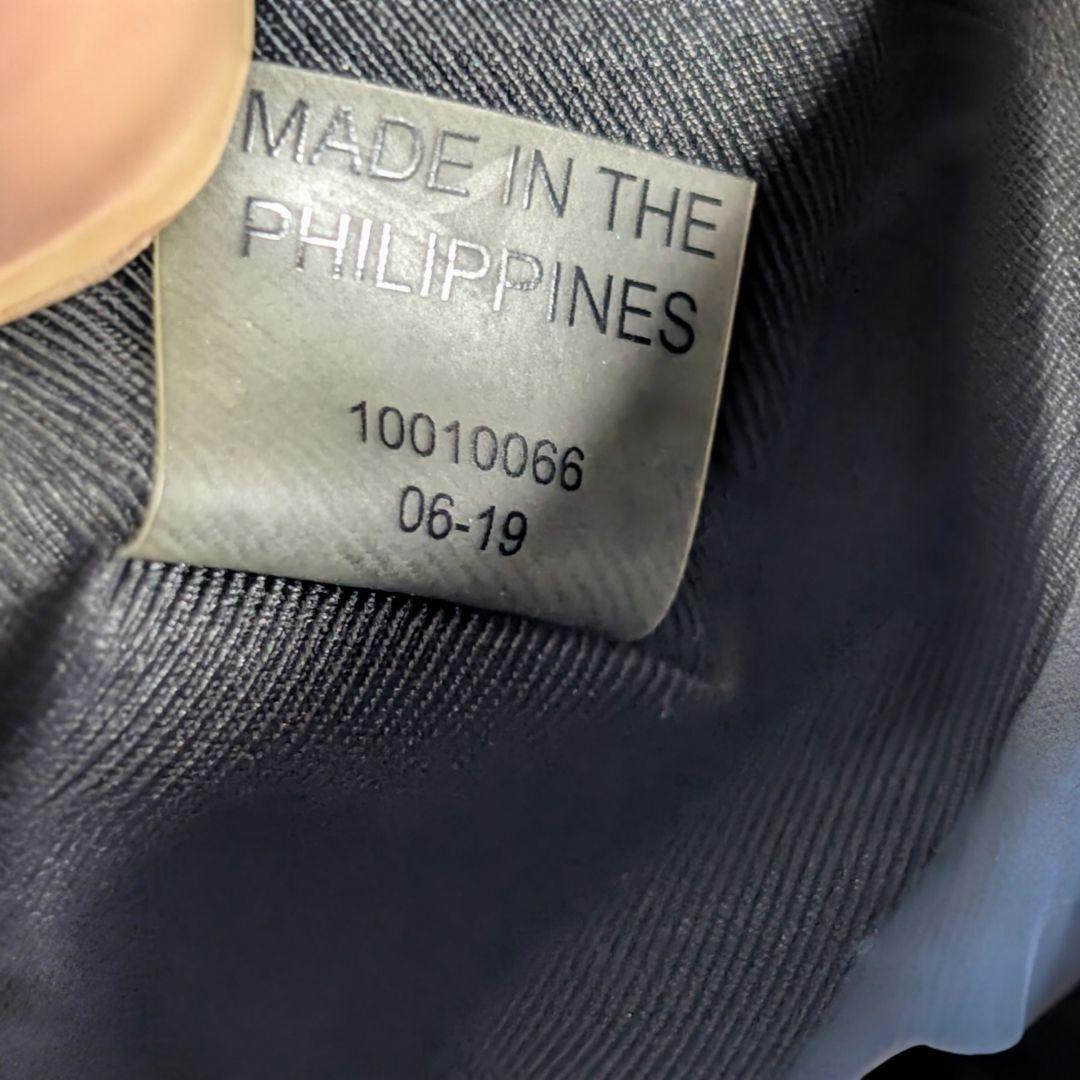 MADE IN THE
PHILIPPINES
10010066
06-19